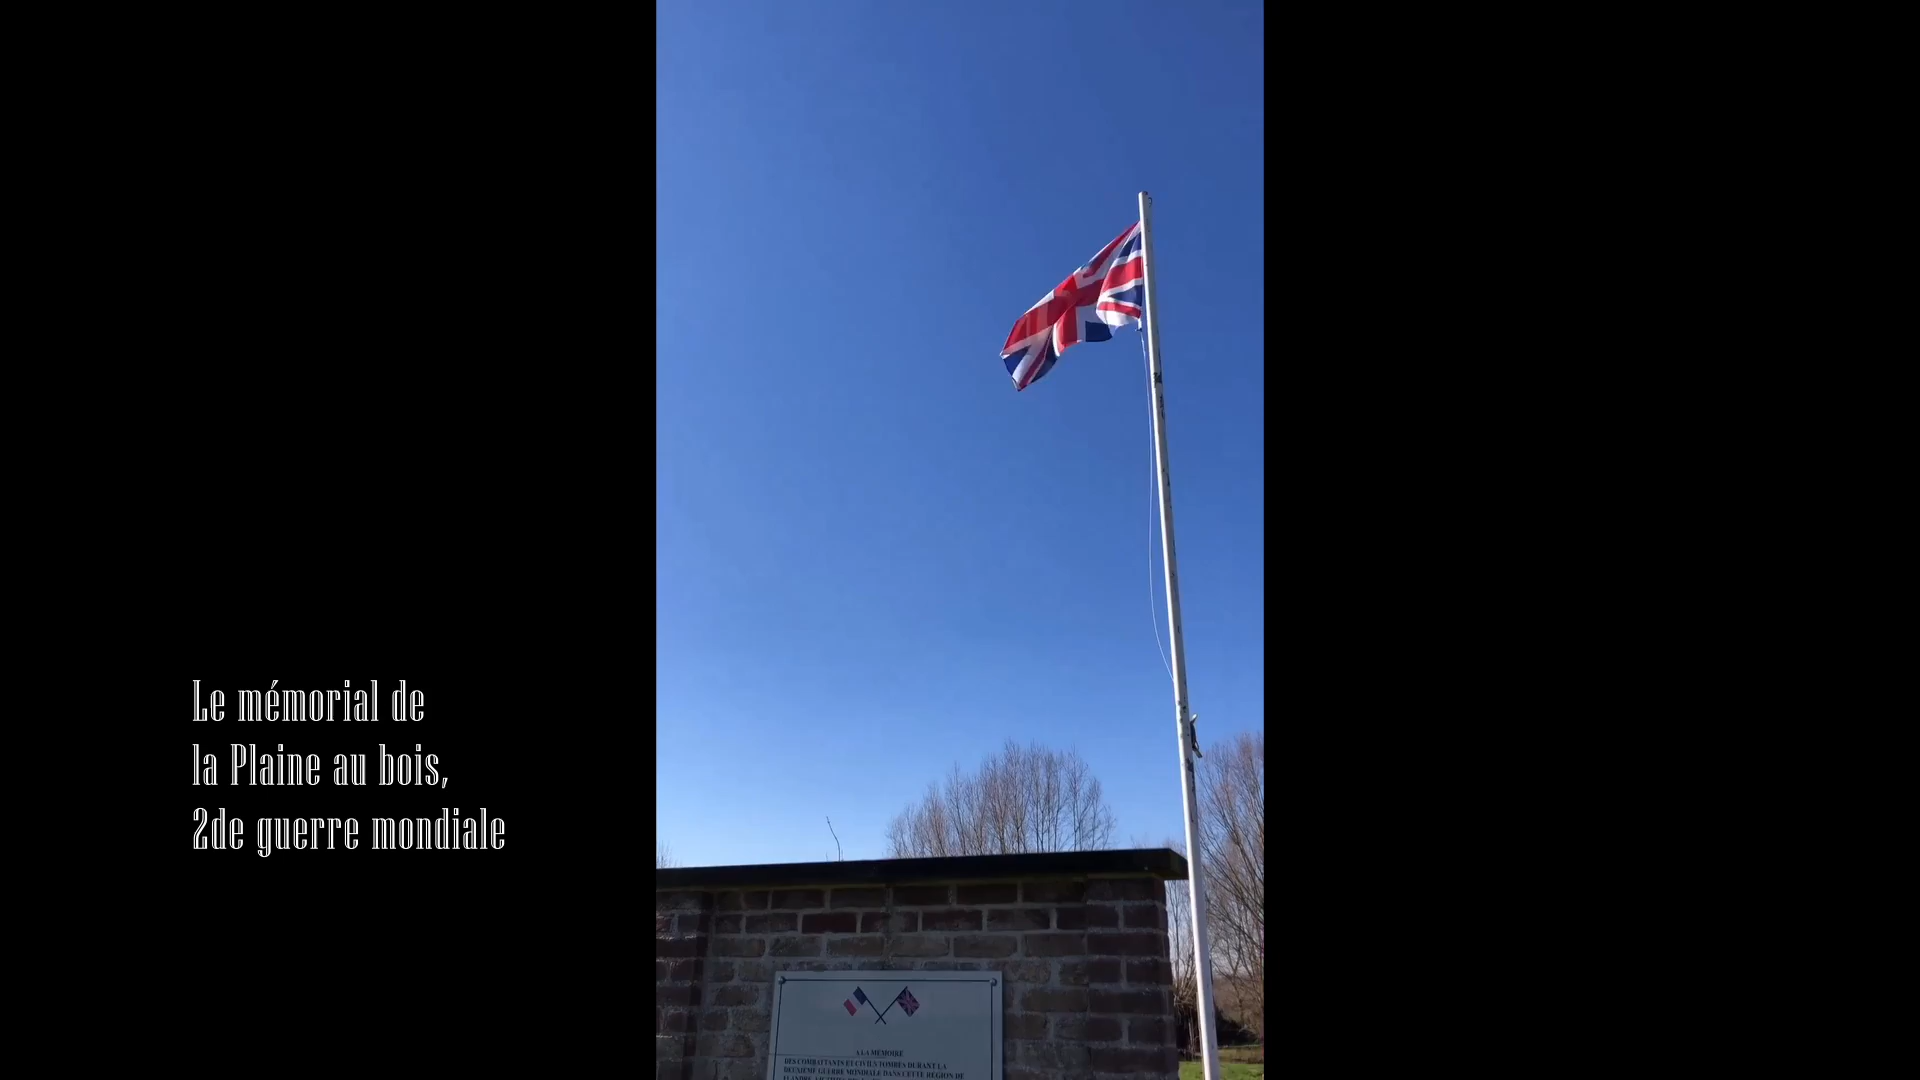 Le mémorial de
la Plaine au bois,
2de guerre mondiale
A LA MÉMOIRE
DES COMBATTANTS ET CIVILS TOMBÉS DURANT LA
DEUXIÈME GUERRE MONDIALE DANS CETTE RÉGION DE